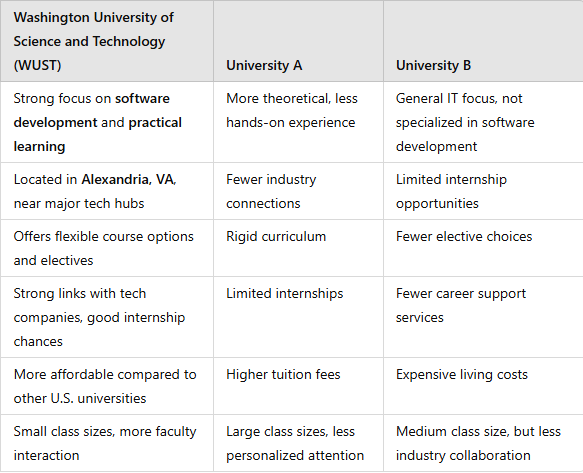 Washington University of
Science and Technology
(WUST)
University A
University B
Strong focus on software
development and practical
learning
More theoretical, less
hands-on experience
General IT focus, not
specialized in software
development
Located in Alexandria, VA,
near major tech hubs
Fewer industry
connections
Limited internship
opportunities
Offers flexible course options
and electives
Rigid curriculum
Fewer elective choices
Strong links with tech
companies, good internship
chances
Limited internships
Fewer career support
services
More affordable compared to
other U.S. universities
Higher tuition fees
Expensive living costs
Small class sizes, more faculty
interaction
Large class sizes, less
personalized attention
Medium class size, but less
industry collaboration